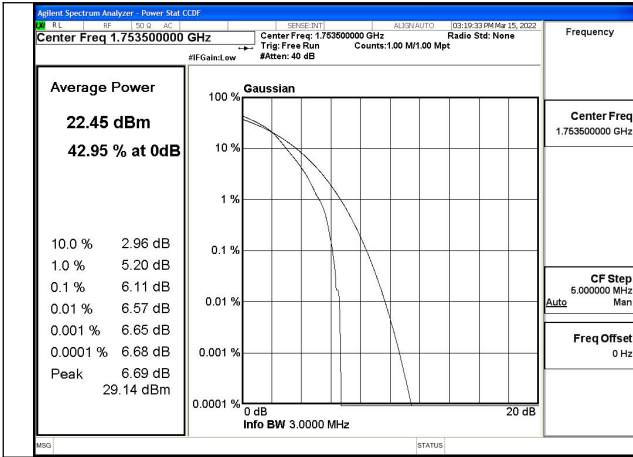 Agilent Spectrum Analyzer - Power Stat CCDF
RL RF 50 Ω AC SENSE:INT ALIGNAUTO 03:19:33 PM Mar 15, 2022
Center Freq 1.753500000 GHz
Center Freq: 1.753500000 GHz Radio Std: None
Trig: Free Run Counts:1.00 M/1.00 Mpt
#IFGain:Low #Atten: 40 dB
Frequency
Average Power
22.45 dBm
42.95 % at 0dB
10.0 % 2.96 dB
1.0 % 5.20 dB
0.1 % 6.11 dB
0.01 % 6.57 dB
0.001 % 6.65 dB
0.0001 % 6.68 dB
Peak 6.69 dB
29.14 dBm
Gaussian
100 %
10 %
1 %
0.1 %
0.01 %
0.001 %
0.0001 %
0 dB 20 dB
Info BW 3.0000 MHz
Center Freq
1.753500000 GHz
CF Step
5.000000 MHz
Auto Man
Freq Offset
0 Hz
MSG STATUS